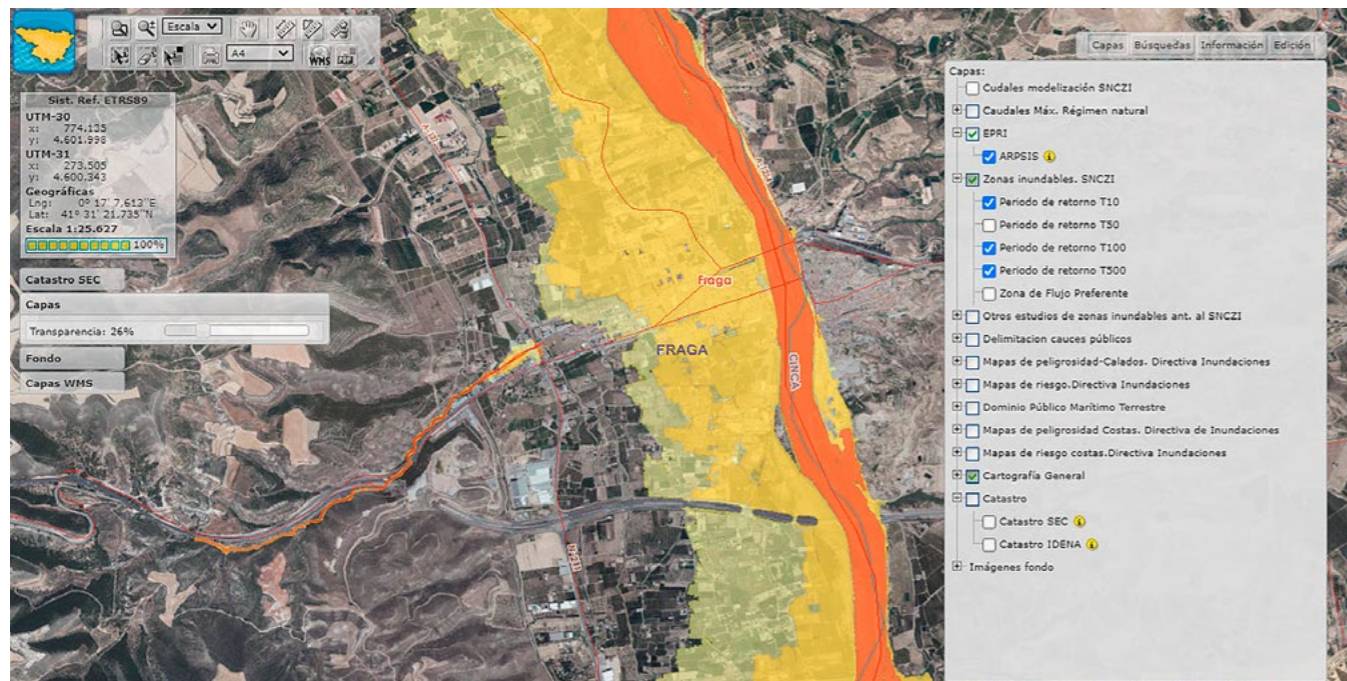 Escala
A4
WMS
PDF
Sist. Ref. ETRS89
UTM-30
x: 774.135
y: 4.601.998
UTM-31
x: 273.505
y: 4.600.343
Geográficas
Lng: 0º 17' 7,613"E
Lat: 41º 31' 21.735"N
Escala 1:25.627
100%
Catastro SEC
Capas
Transparencia: 26%
Fondo
Capas WMS
Fraga
FRAGA
CINCA
N-211
Capas Búsquedas Información Edición
Capas:
Cudales modelización SNCZI
Caudales Máx. Régimen natural
EPRI
ARPSIS
Zonas inundables. SNCZI
Periodo de retorno T10
Periodo de retorno T50
Periodo de retorno T100
Periodo de retorno T500
Zona de Flujo Preferente
Otros estudios de zonas inundables ant. al SNCZI
Delimitacion cauces públicos
Mapas de peligrosidad-Calados. Directiva Inundaciones
Mapas de riesgo.Directiva Inundaciones
Dominio Público Marítimo Terrestre
Mapas de peligrosidad Costas. Directiva de Inundaciones
Mapas de riesgo costas.Directiva Inundaciones
Cartografía General
Catastro
Catastro SEC
Catastro IDENA
Imágenes fondo